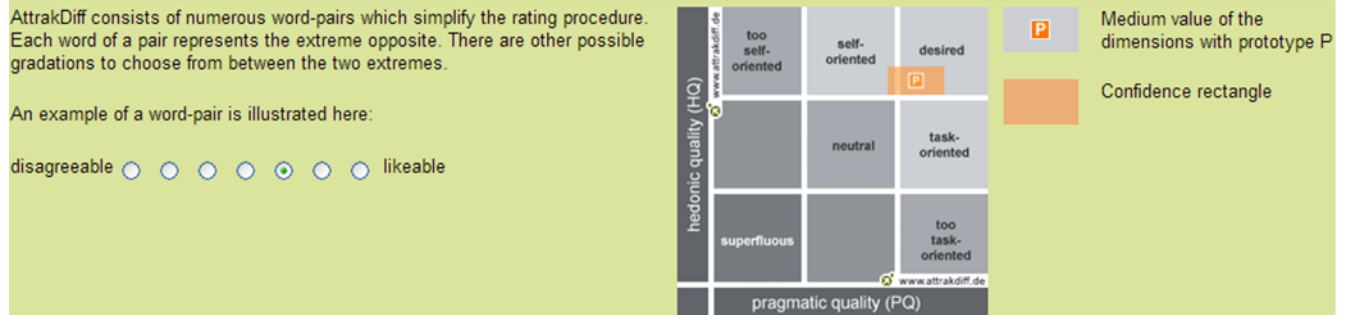 AttrakDiff consists of numerous word-pairs which simplify the rating procedure.
Each word of a pair represents the extreme opposite. There are other possible
gradations to choose from between the two extremes.
An example of a word-pair is illustrated here:
disagreeable likeable
hedonic quality (HQ)
www.attrakdiff.de
too
self-
oriented
self-
oriented
desired
P
neutral
task-
oriented
superfluous
too
task-
oriented
www.attrakdiff.de
pragmatic quality (PQ)
P
Medium value of the
dimensions with prototype P
Confidence rectangle